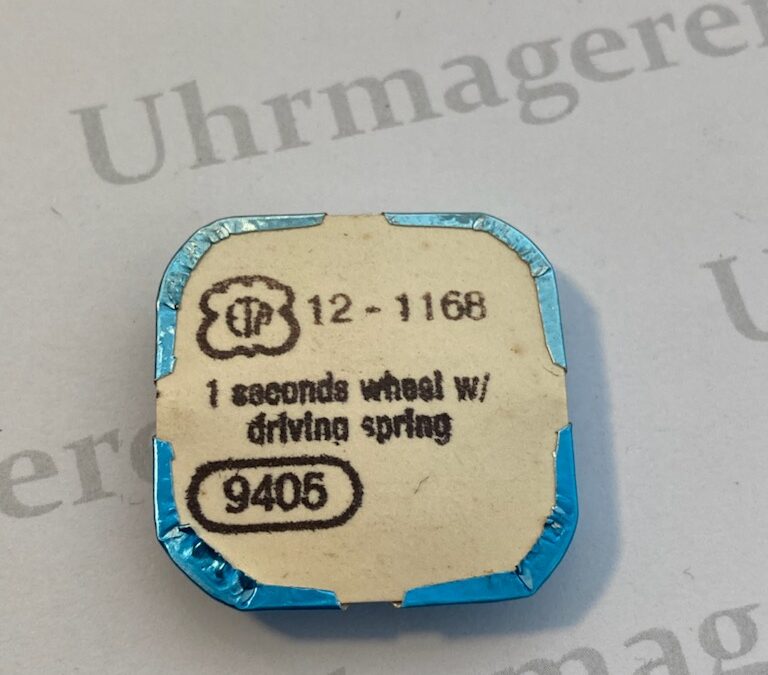 Uhrmagere
ETA 12 - 1168
1 seconds wheel w/
driving spring
9405